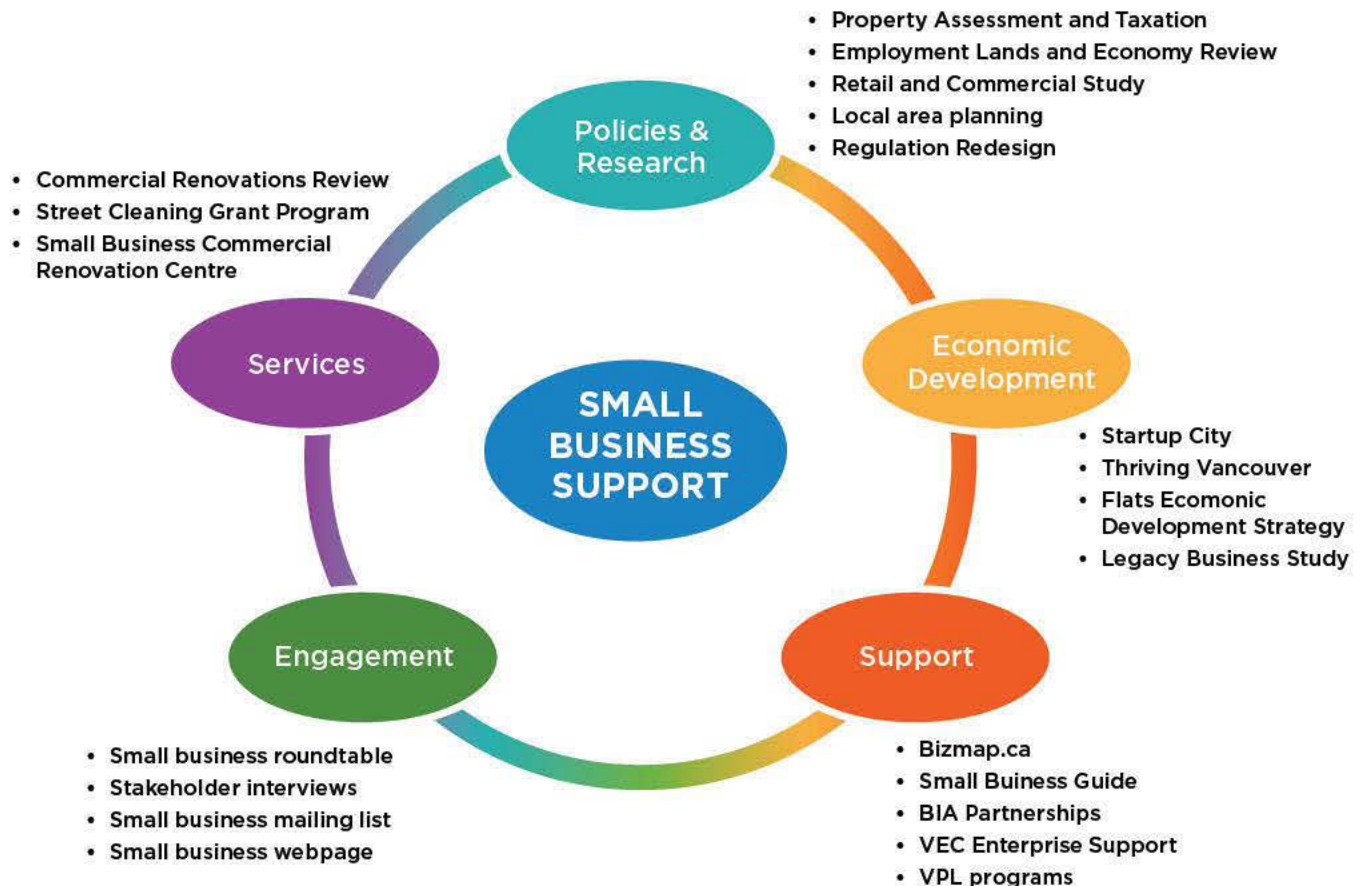 Policies &
Research
• Property Assessment and Taxation
• Employment Lands and Economy Review
• Retail and Commercial Study
• Local area planning
• Regulation Redesign
Economic
Development
• Startup City
• Thriving Vancouver
• Flats Ecomonic
Development Strategy
• Legacy Business Study
Support
• Bizmap.ca
• Small Buiness Guide
• BIA Partnerships
• VEC Enterprise Support
• VPL programs
Engagement
• Small business roundtable
• Stakeholder interviews
• Small business mailing list
• Small business webpage
Services
• Commercial Renovations Review
• Street Cleaning Grant Program
• Small Business Commercial
Renovation Centre
SMALL
BUSINESS
SUPPORT